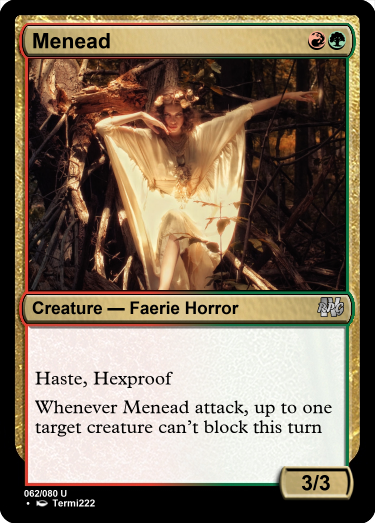 Menead
Creature — Faerie Horror
Haste, Hexproof
Whenever Menead attack, up to one
target creature can't block this turn
3/3
062/080 U
• Termi222